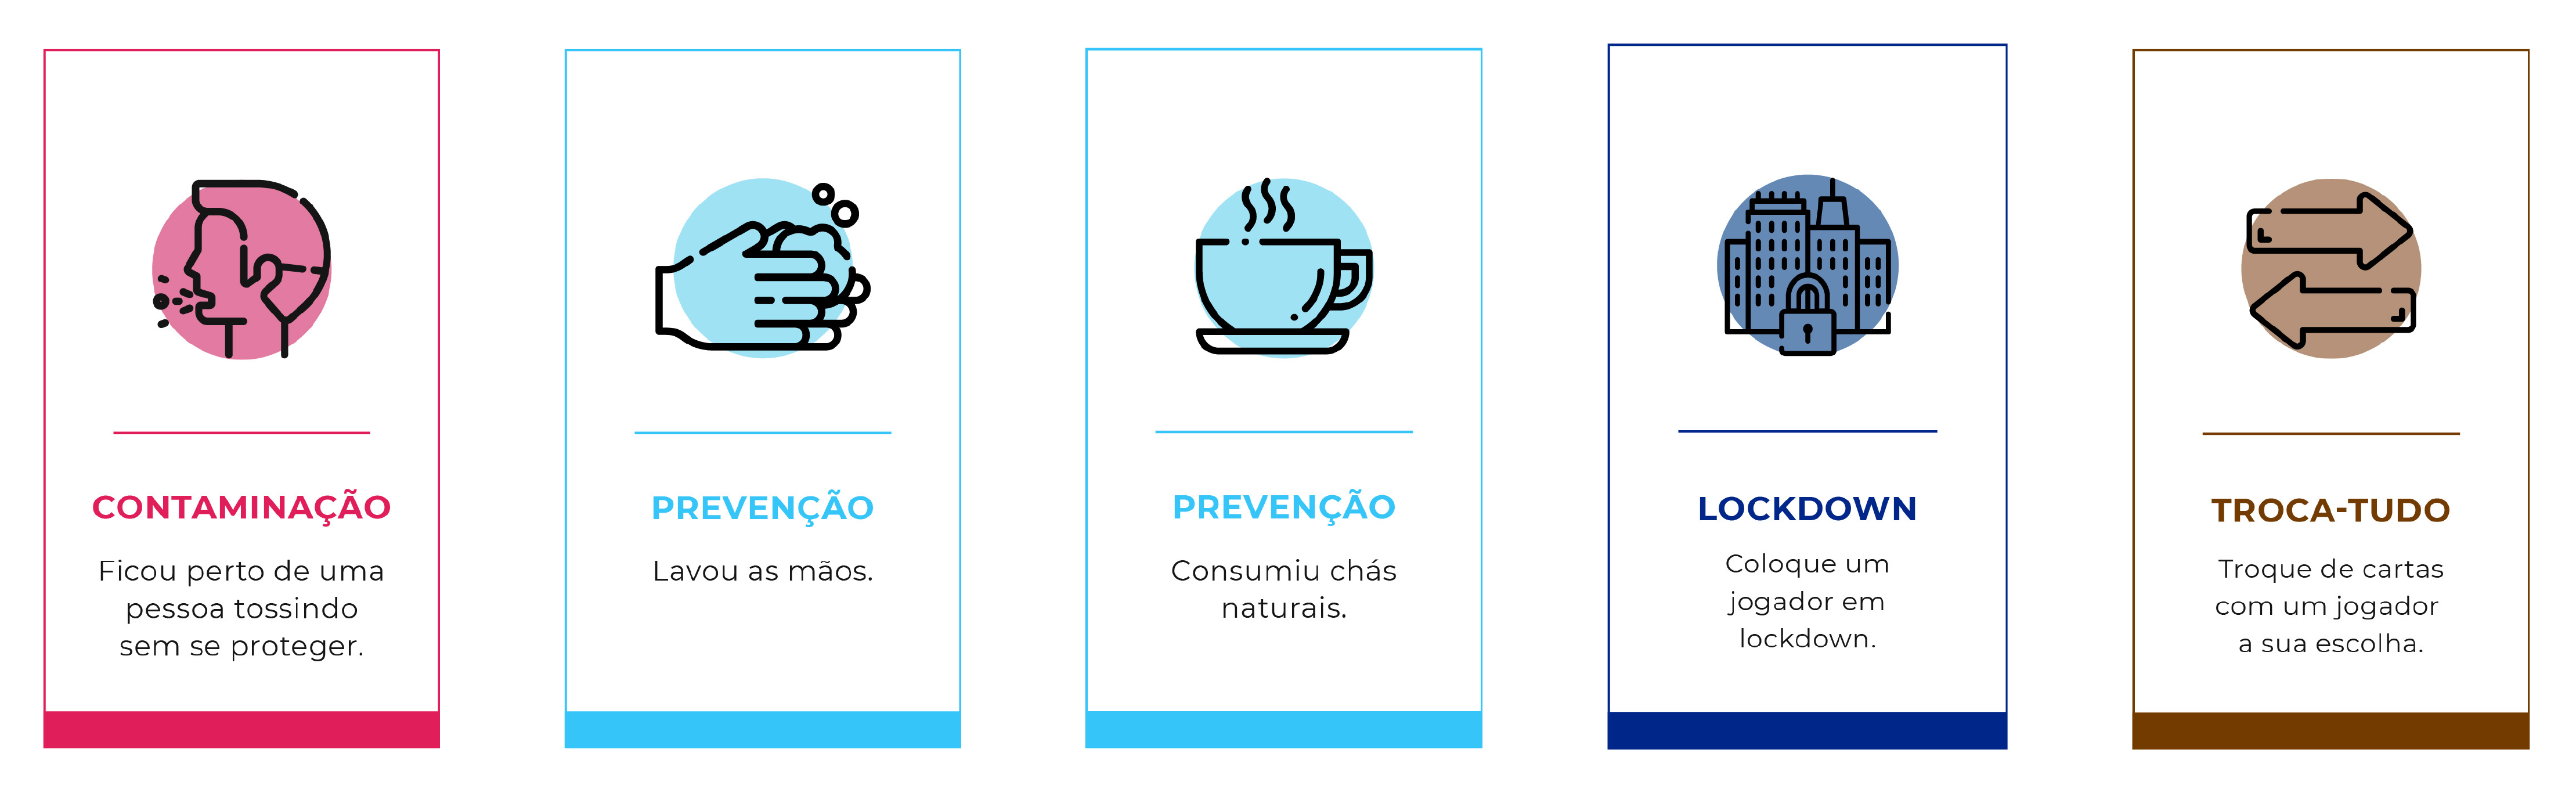 CONTAMINAÇÃO
Ficou perto de uma
pessoa tossindo
sem se proteger.
PREVENÇÃO
Lavou as mãos.
PREVENÇÃO
Consumiu chás
naturais.
LOCKDOWN
Coloque um
jogador em
lockdown.
TROCA-TUDO
Troque de cartas
com um jogador
a sua escolha.